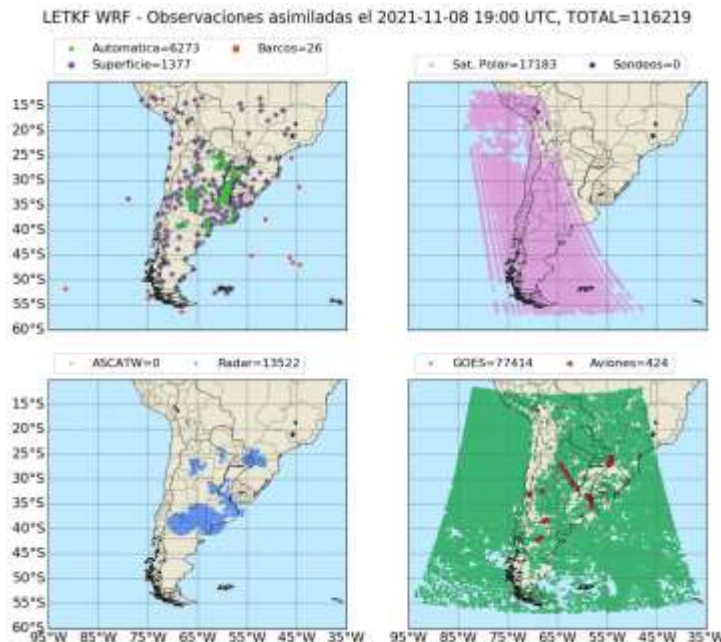 LETKF WRF - Observaciones asimiladas el 2021-11-08 19:00 UTC, TOTAL=116219
Automatica=6273 Barcos=26
Superficie=1377
Sat. Polar=17183 Sondeos=0
15°S
20°S
25°S
30°S
35°S
40°S
45°S
50°S
55°S
60°S
ASCATW=0 Radar=13522
GOES=77414 Aviones=424
15°S
20°S
25°S
30°S
35°S
40°S
45°S
50°S
55°S
60°S
95°W 85°W 75°W 65°W 55°W 45°W 35°W
95°W 85°W 75°W 65°W 55°W 45°W 35°W